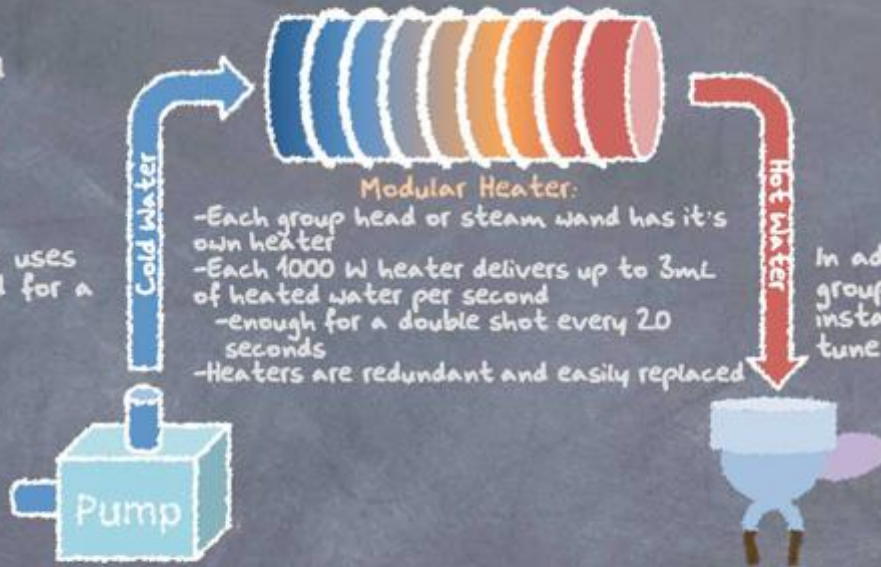 Cold Water
uses
for a
Modular Heater:
-Each group head or steam wand has it's
own heater
-Each 1000 W heater delivers up to 3mL
of heated water per second
-enough for a double shot every 20
seconds
-Heaters are redundant and easily replaced
Hot Water
In ad
group
insta
tune
Pump